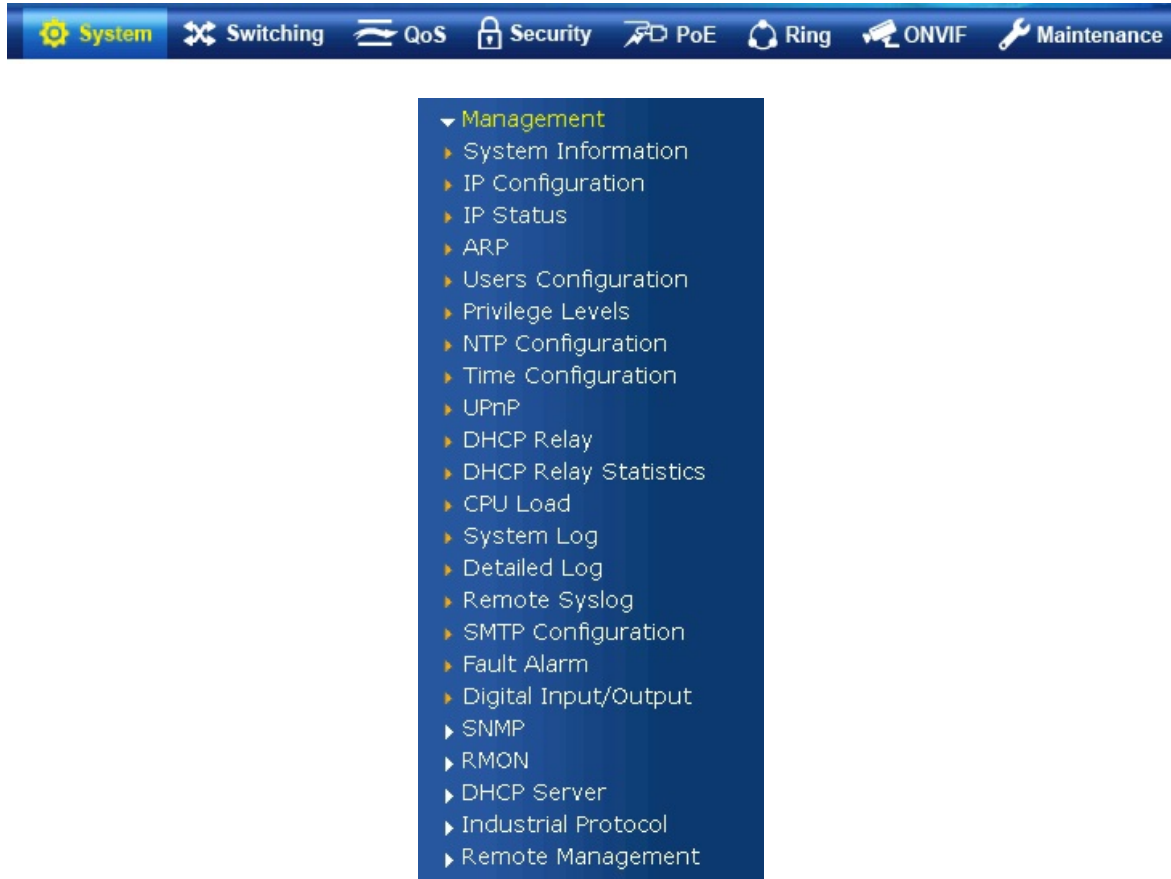 System Switching QoS Security PoE Ring ONVIF Maintenance
Management
System Information
IP Configuration
IP Status
ARP
Users Configuration
Privilege Levels
NTP Configuration
Time Configuration
UPnP
DHCP Relay
DHCP Relay Statistics
CPU Load
System Log
Detailed Log
Remote Syslog
SMTP Configuration
Fault Alarm
Digital Input/Output
SNMP
RMON
DHCP Server
Industrial Protocol
Remote Management